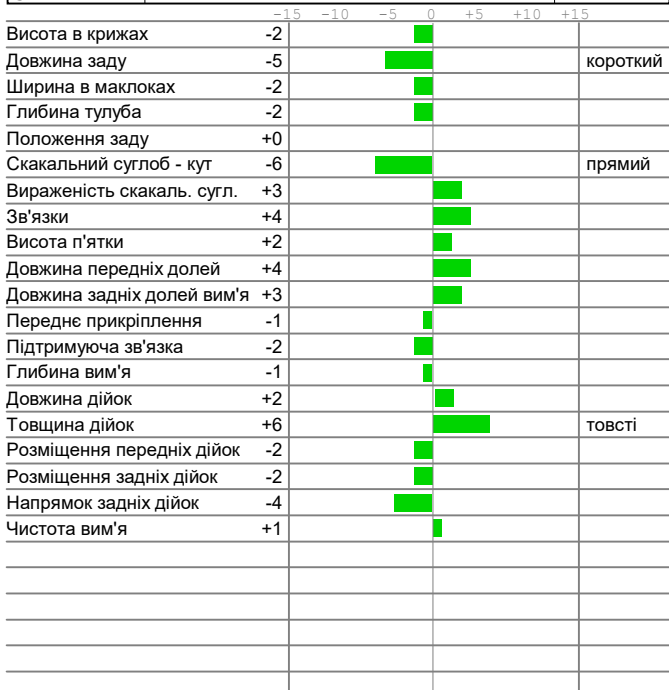 -15 -10 -5 0 +5 +10 +15
Висота в крижах -2
Довжина заду -5 короткий
Ширина в маклоках -2
Глибина тулуба -2
Положення заду +0
Скакальний суглоб - кут -6 прямий
Вираженість скакаль. сугл. +3
Зв'язки +4
Висота п'ятки +2
Довжина передніх долей +4
Довжина задніх долей вим'я +3
Переднє прикріплення -1
Підтримуюча зв'язка -2
Глибина вим'я -1
Довжина дійок +2
Товщина дійок +6 товсті
Розміщення передніх дійок -2
Розміщення задніх дійок -2
Напрямок задніх дійок -4
Чистота вим'я +1